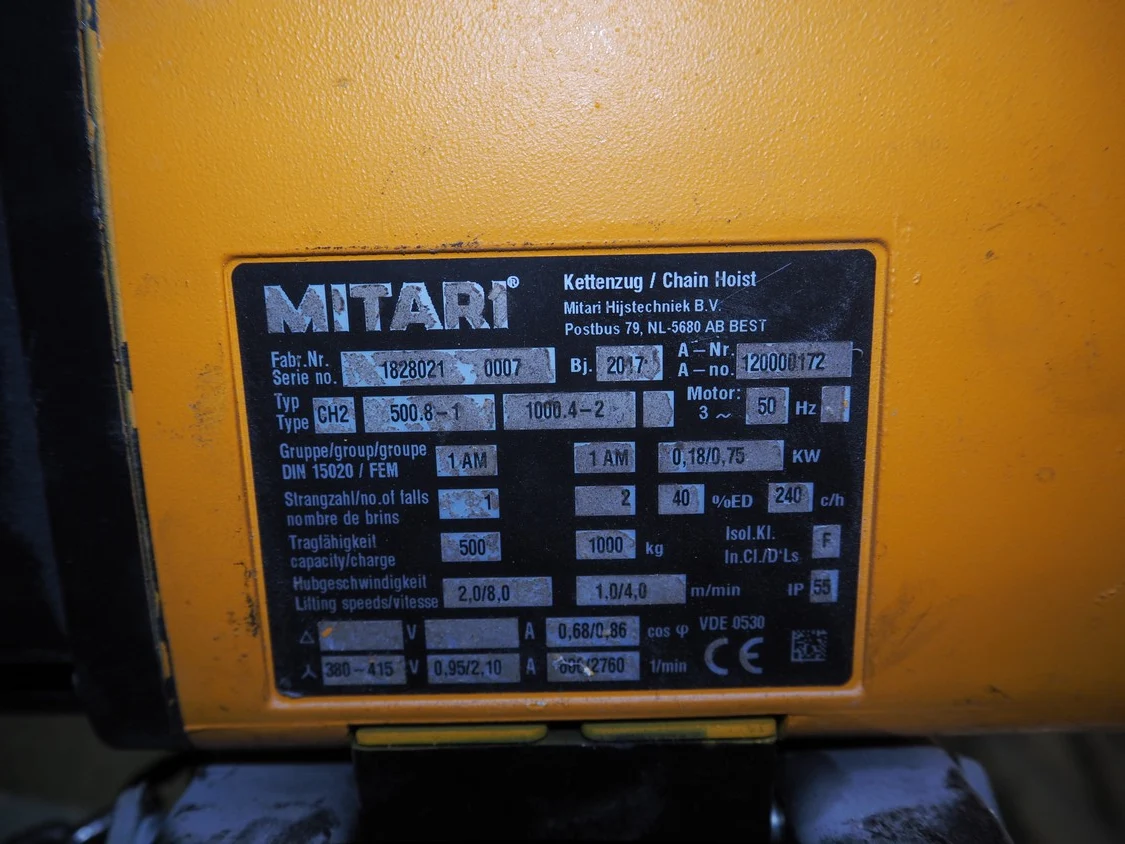 MITARI®
Kettenzug / Chain Hoist
Mitari Hijstechniek B.V.
Postbus 79, NL-5680 AB BEST
Fabr.Nr. 1828021 0007 Bj. 2017 A – Nr.
Serie no. A – no. 120000172
Typ CH2 500.8-1 1000.4-2 Motor: 50 Hz
Type 3 ~
Gruppe/group/groupe 1 AM 1 AM 0,18/0,75 KW
DIN 15020 / FEM
Strangzahl/no.of falls 1 2 40 %ED 240 c/h
nombre de brins
Traglähigkeit 500 1000 kg Isol.Kl. F
capacity/charge In.Cl./D'Ls
Hubgeschwindigkeit 2,0/8,0 1,0/4,0 m/min IP 55
Lifting speeds/vitesse
V A 0,68/0,86 cos φ VDE 0530
380-415 V 0,95/2,10 A 1/min CE